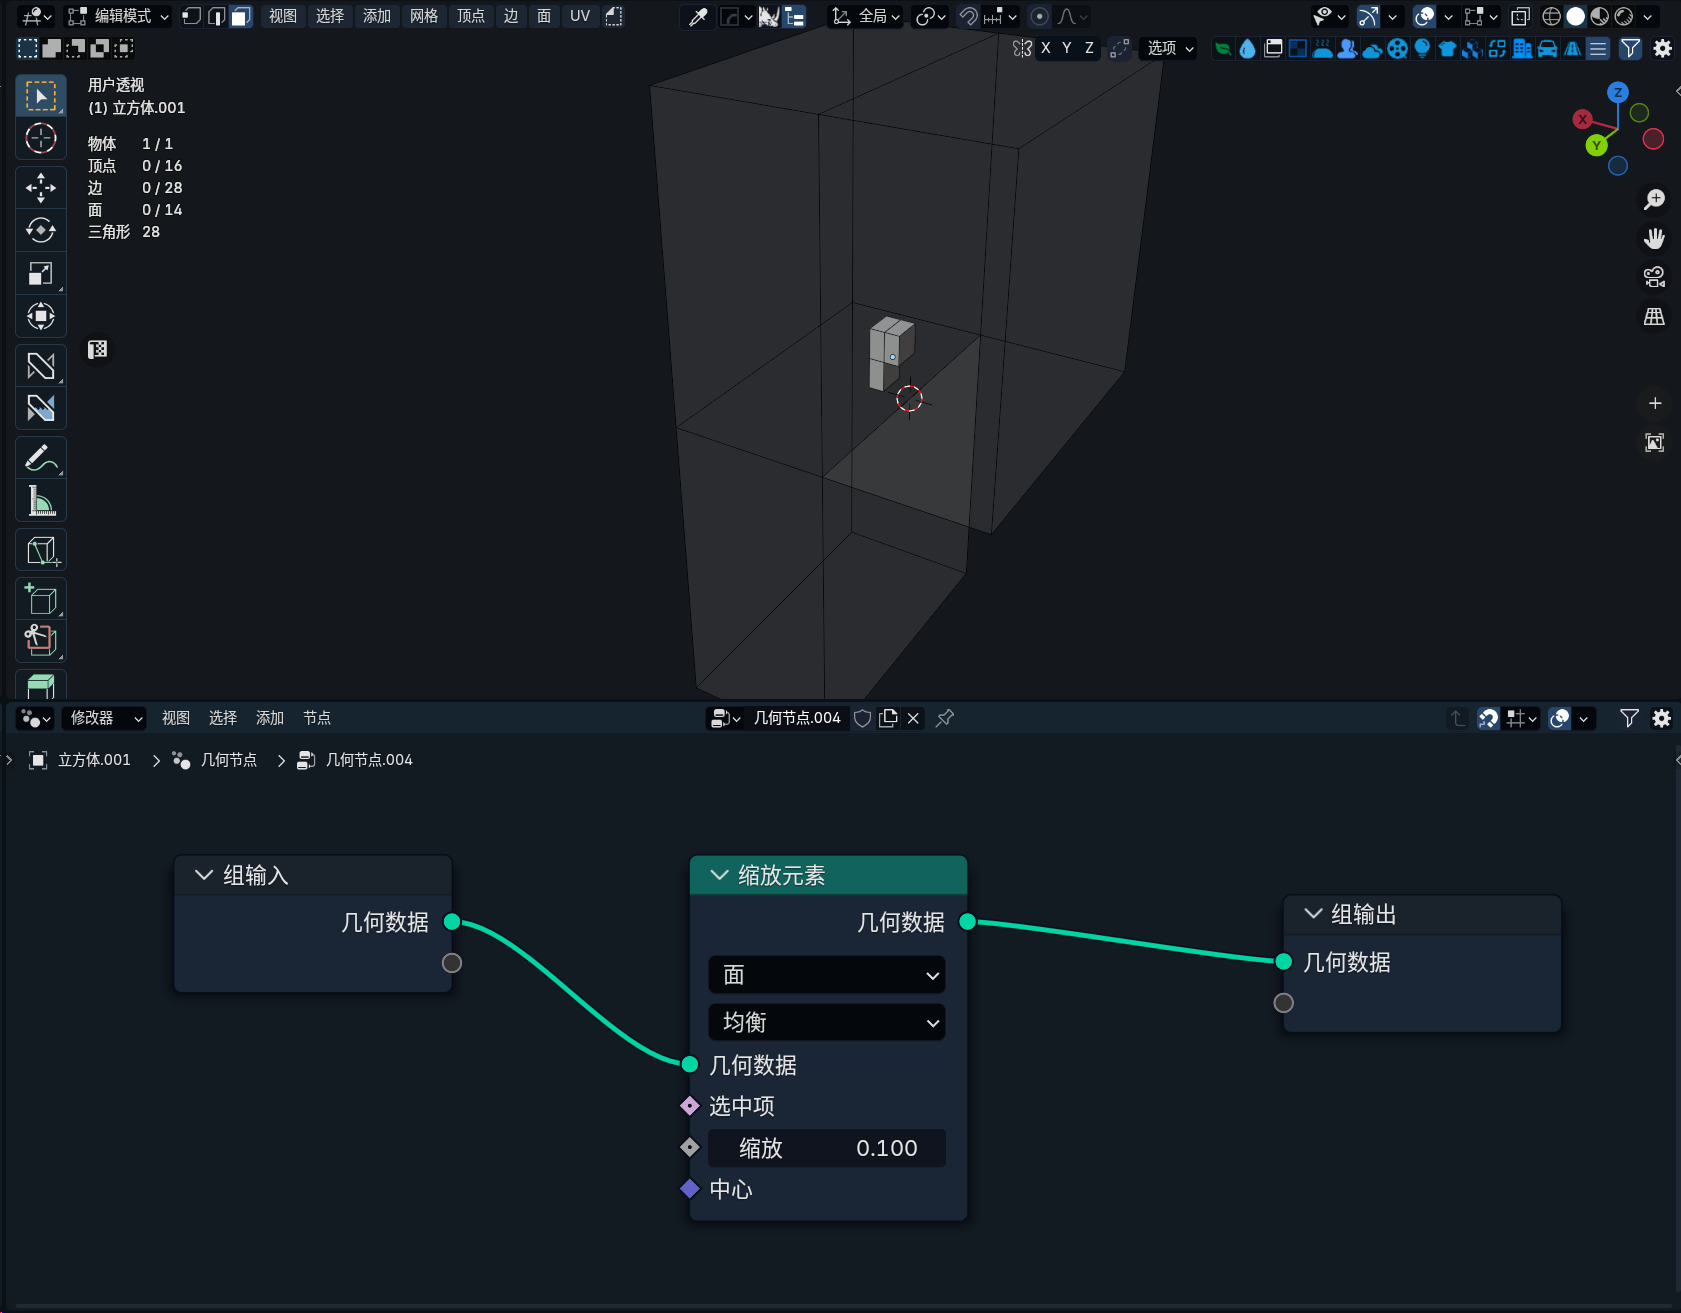 编辑模式 视图 选择 添加 网格 顶点 边 面 UV 全局
X Y Z 选项
用户透视
(1) 立方体.001
物体 1 / 1
顶点 0 / 16
边 0 / 28
面 0 / 14
三角形 28
Z
X
Y
修改器 视图 选择 添加 节点 几何节点.004
立方体.001 几何节点 几何节点.004
组输入
几何数据
缩放元素
几何数据
面
均衡
几何数据
选中项
缩放 0.100
中心
组输出
几何数据